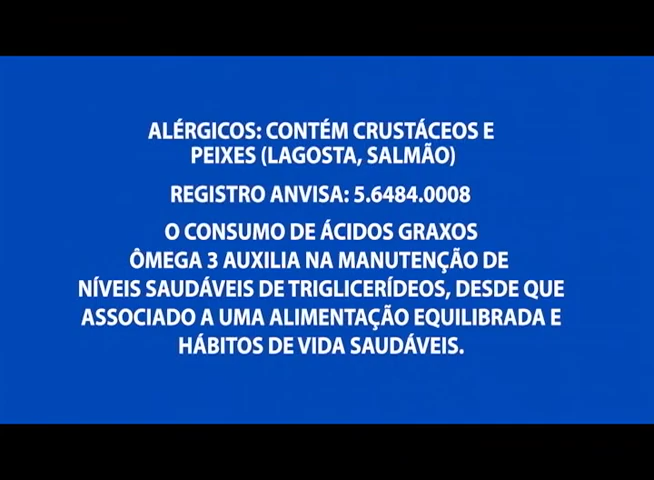 ALÉRGICOS: CONTÉM CRUSTÁCEOS E
PEIXES (LAGOSTA, SALMÃO)
REGISTRO ANVISA: 5.6484.0008
O CONSUMO DE ÁCIDOS GRAXOS
ÔMEGA 3 AUXILIA NA MANUTENÇÃO DE
NÍVEIS SAUDÁVEIS DE TRIGLICERÍDEOS, DESDE QUE
ASSOCIADO A UMA ALIMENTAÇÃO EQUILIBRADA E
HÁBITOS DE VIDA SAUDÁVEIS.